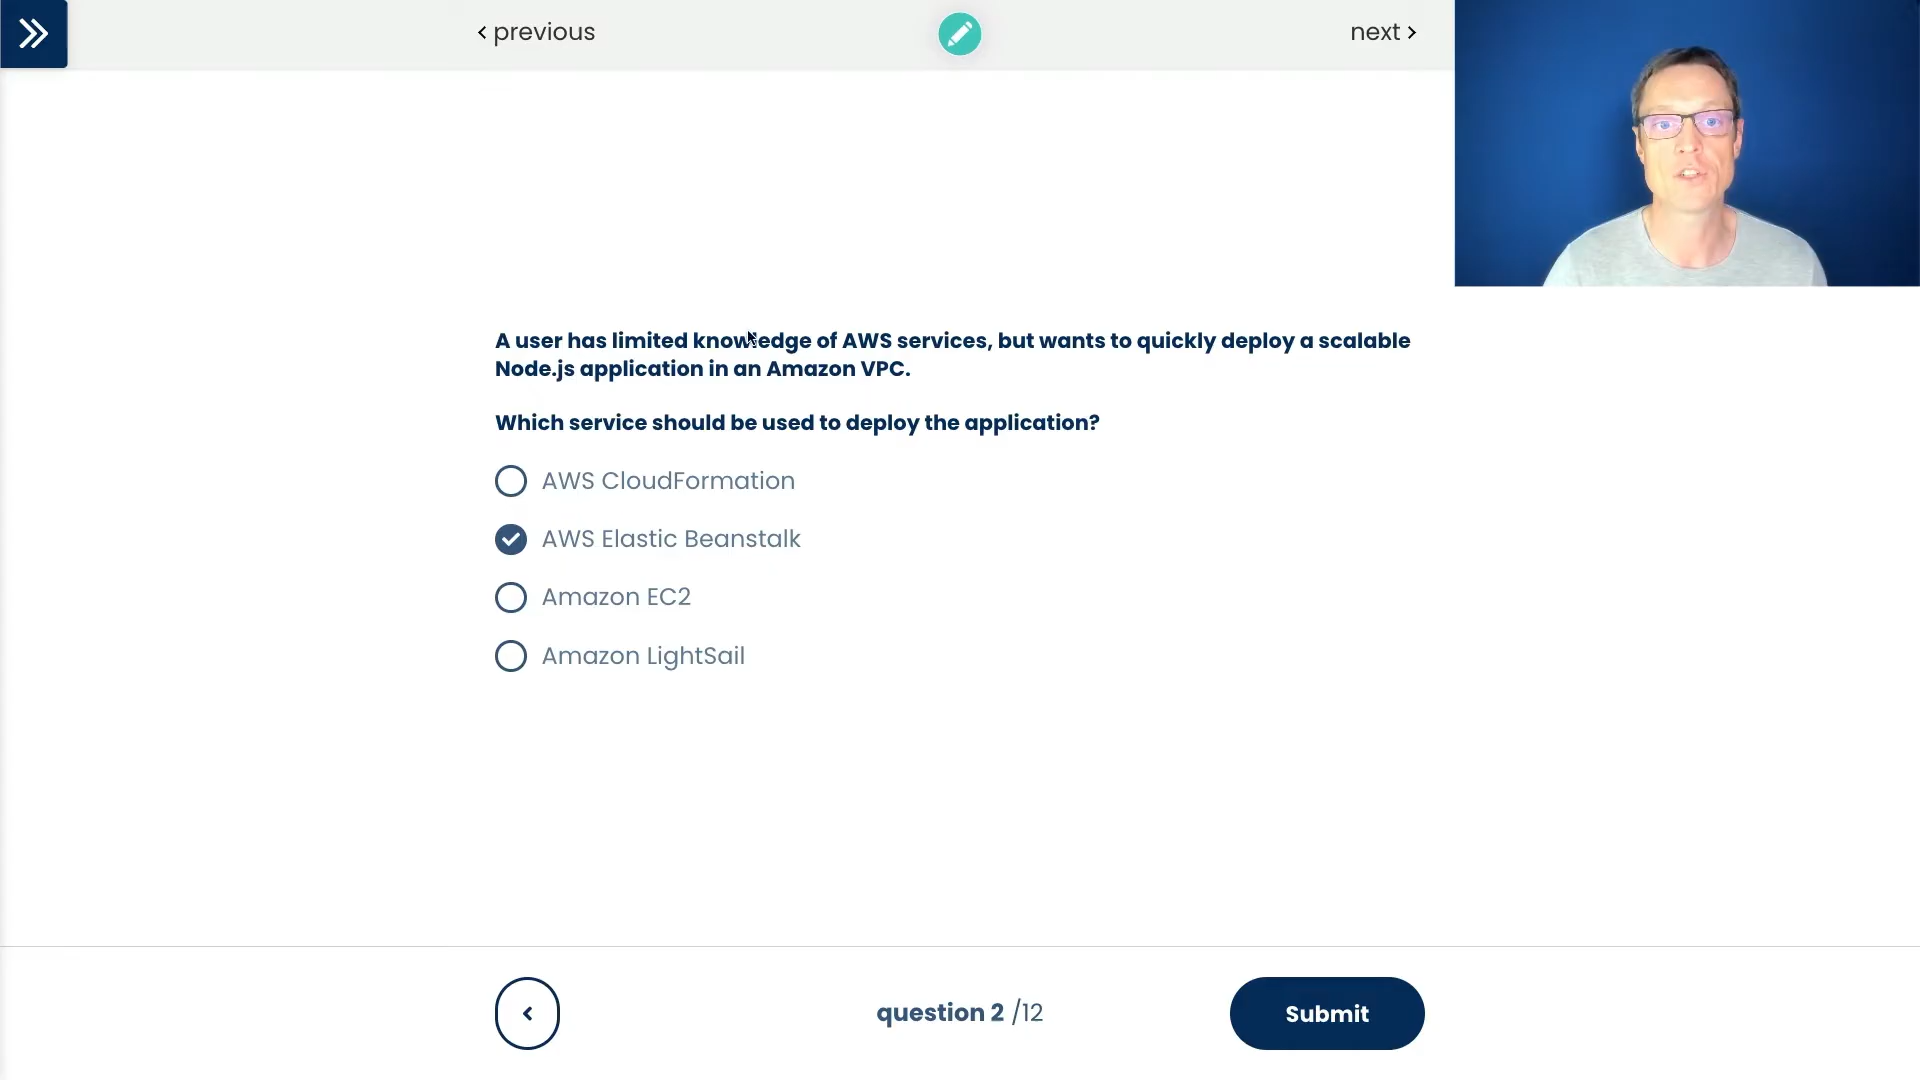 previous
next
A user has limited knowledge of AWS services, but wants to quickly deploy a scalable
Node.js application in an Amazon VPC.
Which service should be used to deploy the application?
AWS CloudFormation
AWS Elastic Beanstalk
Amazon EC2
Amazon LightSail
question 2 /12
Submit